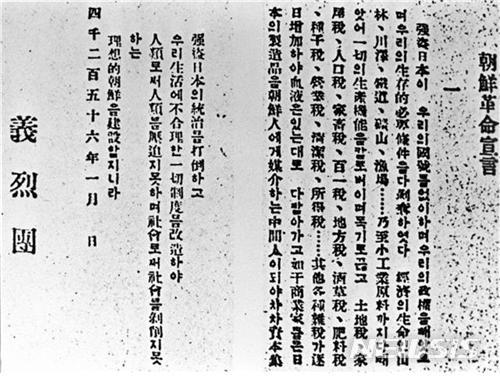 朝鮮革命宣言
一
强盜日本이 우리의國號를없이하며우리의政權을빼앗으
며우리의生存的必要條件을다剝奪하엿다 經濟의生命인山
林、川澤、鐵道、礦山、漁場……乃至小工業原料까지다빼
앗어一切의生產機能을칼로버이며독기로끊고 土地稅、家
屋稅、人口稅、家畜稅、百一稅、地方稅、酒草稅、肥料稅
、種子稅、營業稅、淸潔稅、所得稅……其他各種雜稅가逐
日增加하야血液은있는대로 다빨아가고如干商業家들은日
本의製造品을朝鮮人에게媒介하는中間人이되야차차資本集
强盜日本의統治를打倒하고
우리生活에不合理한一切制度를改造하야
人類로써人類를壓迫지못하며社會로써社會를剝削지못
하는
理想的朝鮮을建設할지니라
四千二百五十六年一月 日
義烈團
NEWSIS